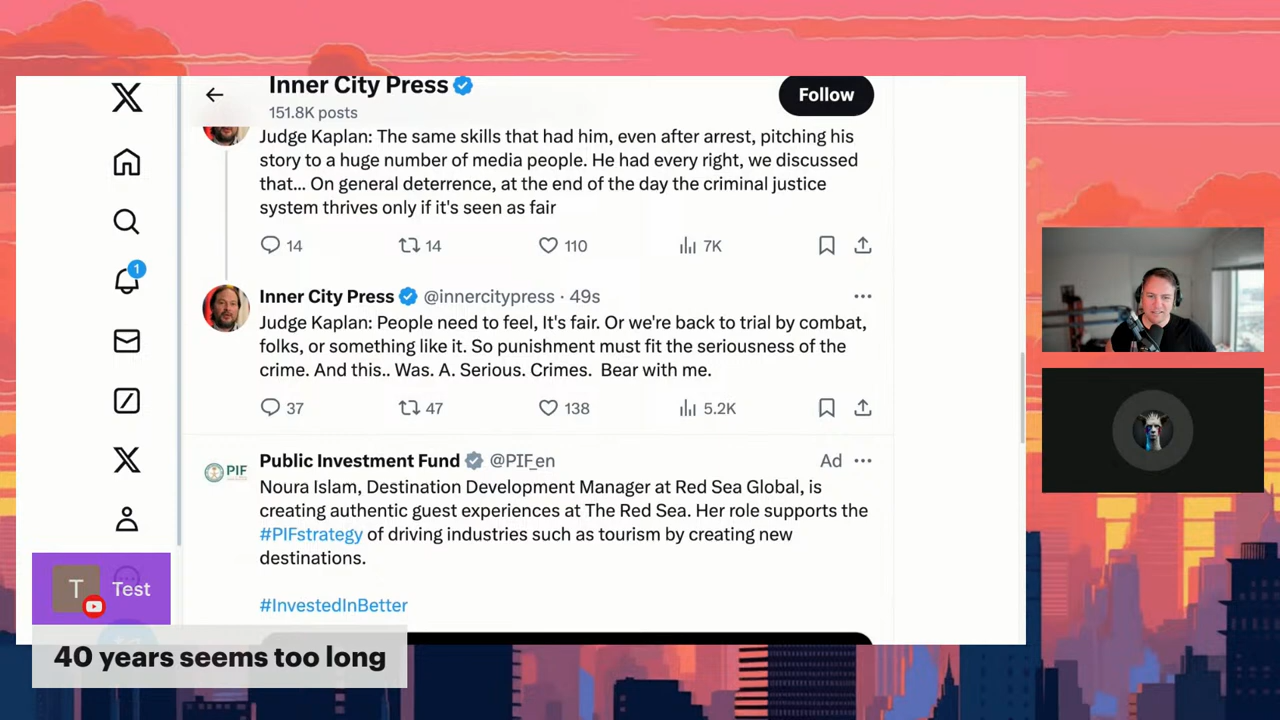 Inner City Press
151.8K posts
Follow
Judge Kaplan: The same skills that had him, even after arrest, pitching his
story to a huge number of media people. He had every right, we discussed
that... On general deterrence, at the end of the day the criminal justice
system thrives only if it's seen as fair
14 14 110 7K
1
Inner City Press @innercitypress · 49s
Judge Kaplan: People need to feel, It's fair. Or we're back to trial by combat,
folks, or something like it. So punishment must fit the seriousness of the
crime. And this.. Was. A. Serious. Crimes. Bear with me.
37 47 138 5.2K
PIF
Public Investment Fund @PIF_en Ad
Noura Islam, Destination Development Manager at Red Sea Global, is
creating authentic guest experiences at The Red Sea. Her role supports the
#PIFstrategy of driving industries such as tourism by creating new
destinations.
#InvestedInBetter
T Test
40 years seems too long